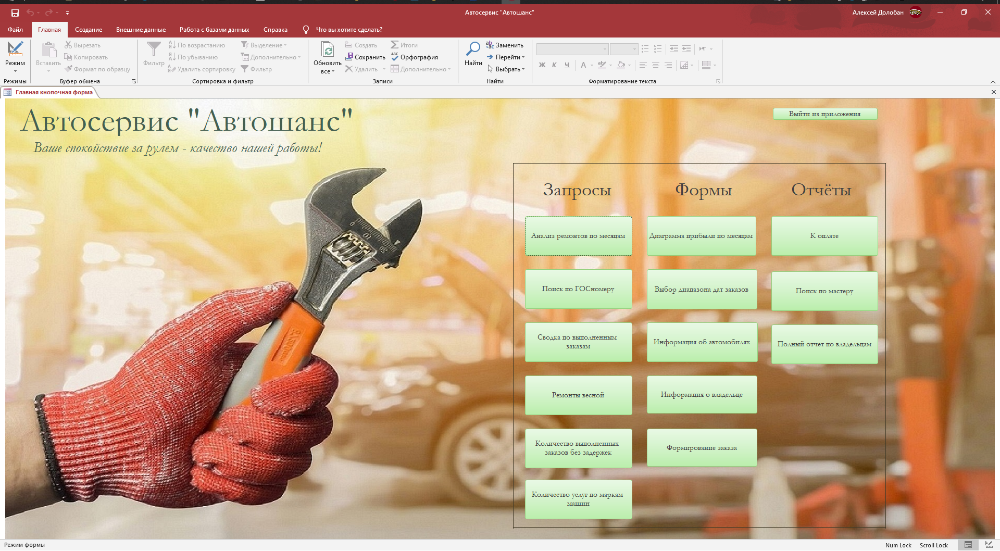 Автосервис "Автошанс"
Алексей Долобан
Файл
Главная
Создание
Внешние данные
Работа с базами данных
Справка
Что вы хотите сделать?
Режим
Режимы
Вставить
Вырезать
Копировать
Формат по образцу
Буфер обмена
Фильтр
По возрастанию
По убыванию
Удалить сортировку
Выделение
Дополнительно
Фильтр
Сортировка и фильтр
Обновить
все
Создать
Сохранить
Удалить
Итоги
Орфография
Дополнительно
Записи
Найти
Заменить
Перейти
Выбрать
Найти
Ж К Ч А
Форматирование текста
Главная кнопочная форма
Автосервис "Автошанс"
Ваше спокойствие за рулем - качество нашей работы!
Выйти из приложения
Запросы
Анализ ремонтов по месяцам
Поиск по ГОСномеру
Сводка по выполненным
заказам
Ремонты весной
Количество выполненных
заказов без задержек
Количество услуг по маркам
машин
Формы
Диаграмма прибыли по месяцам
Выбор диапазона дат заказов
Информация об автомобилях
Информация о владельце
Формирование заказа
Отчёты
К оплате
Поиск по мастеру
Полный отчет по владельцам
Режим формы
Num Lock
Scroll Lock